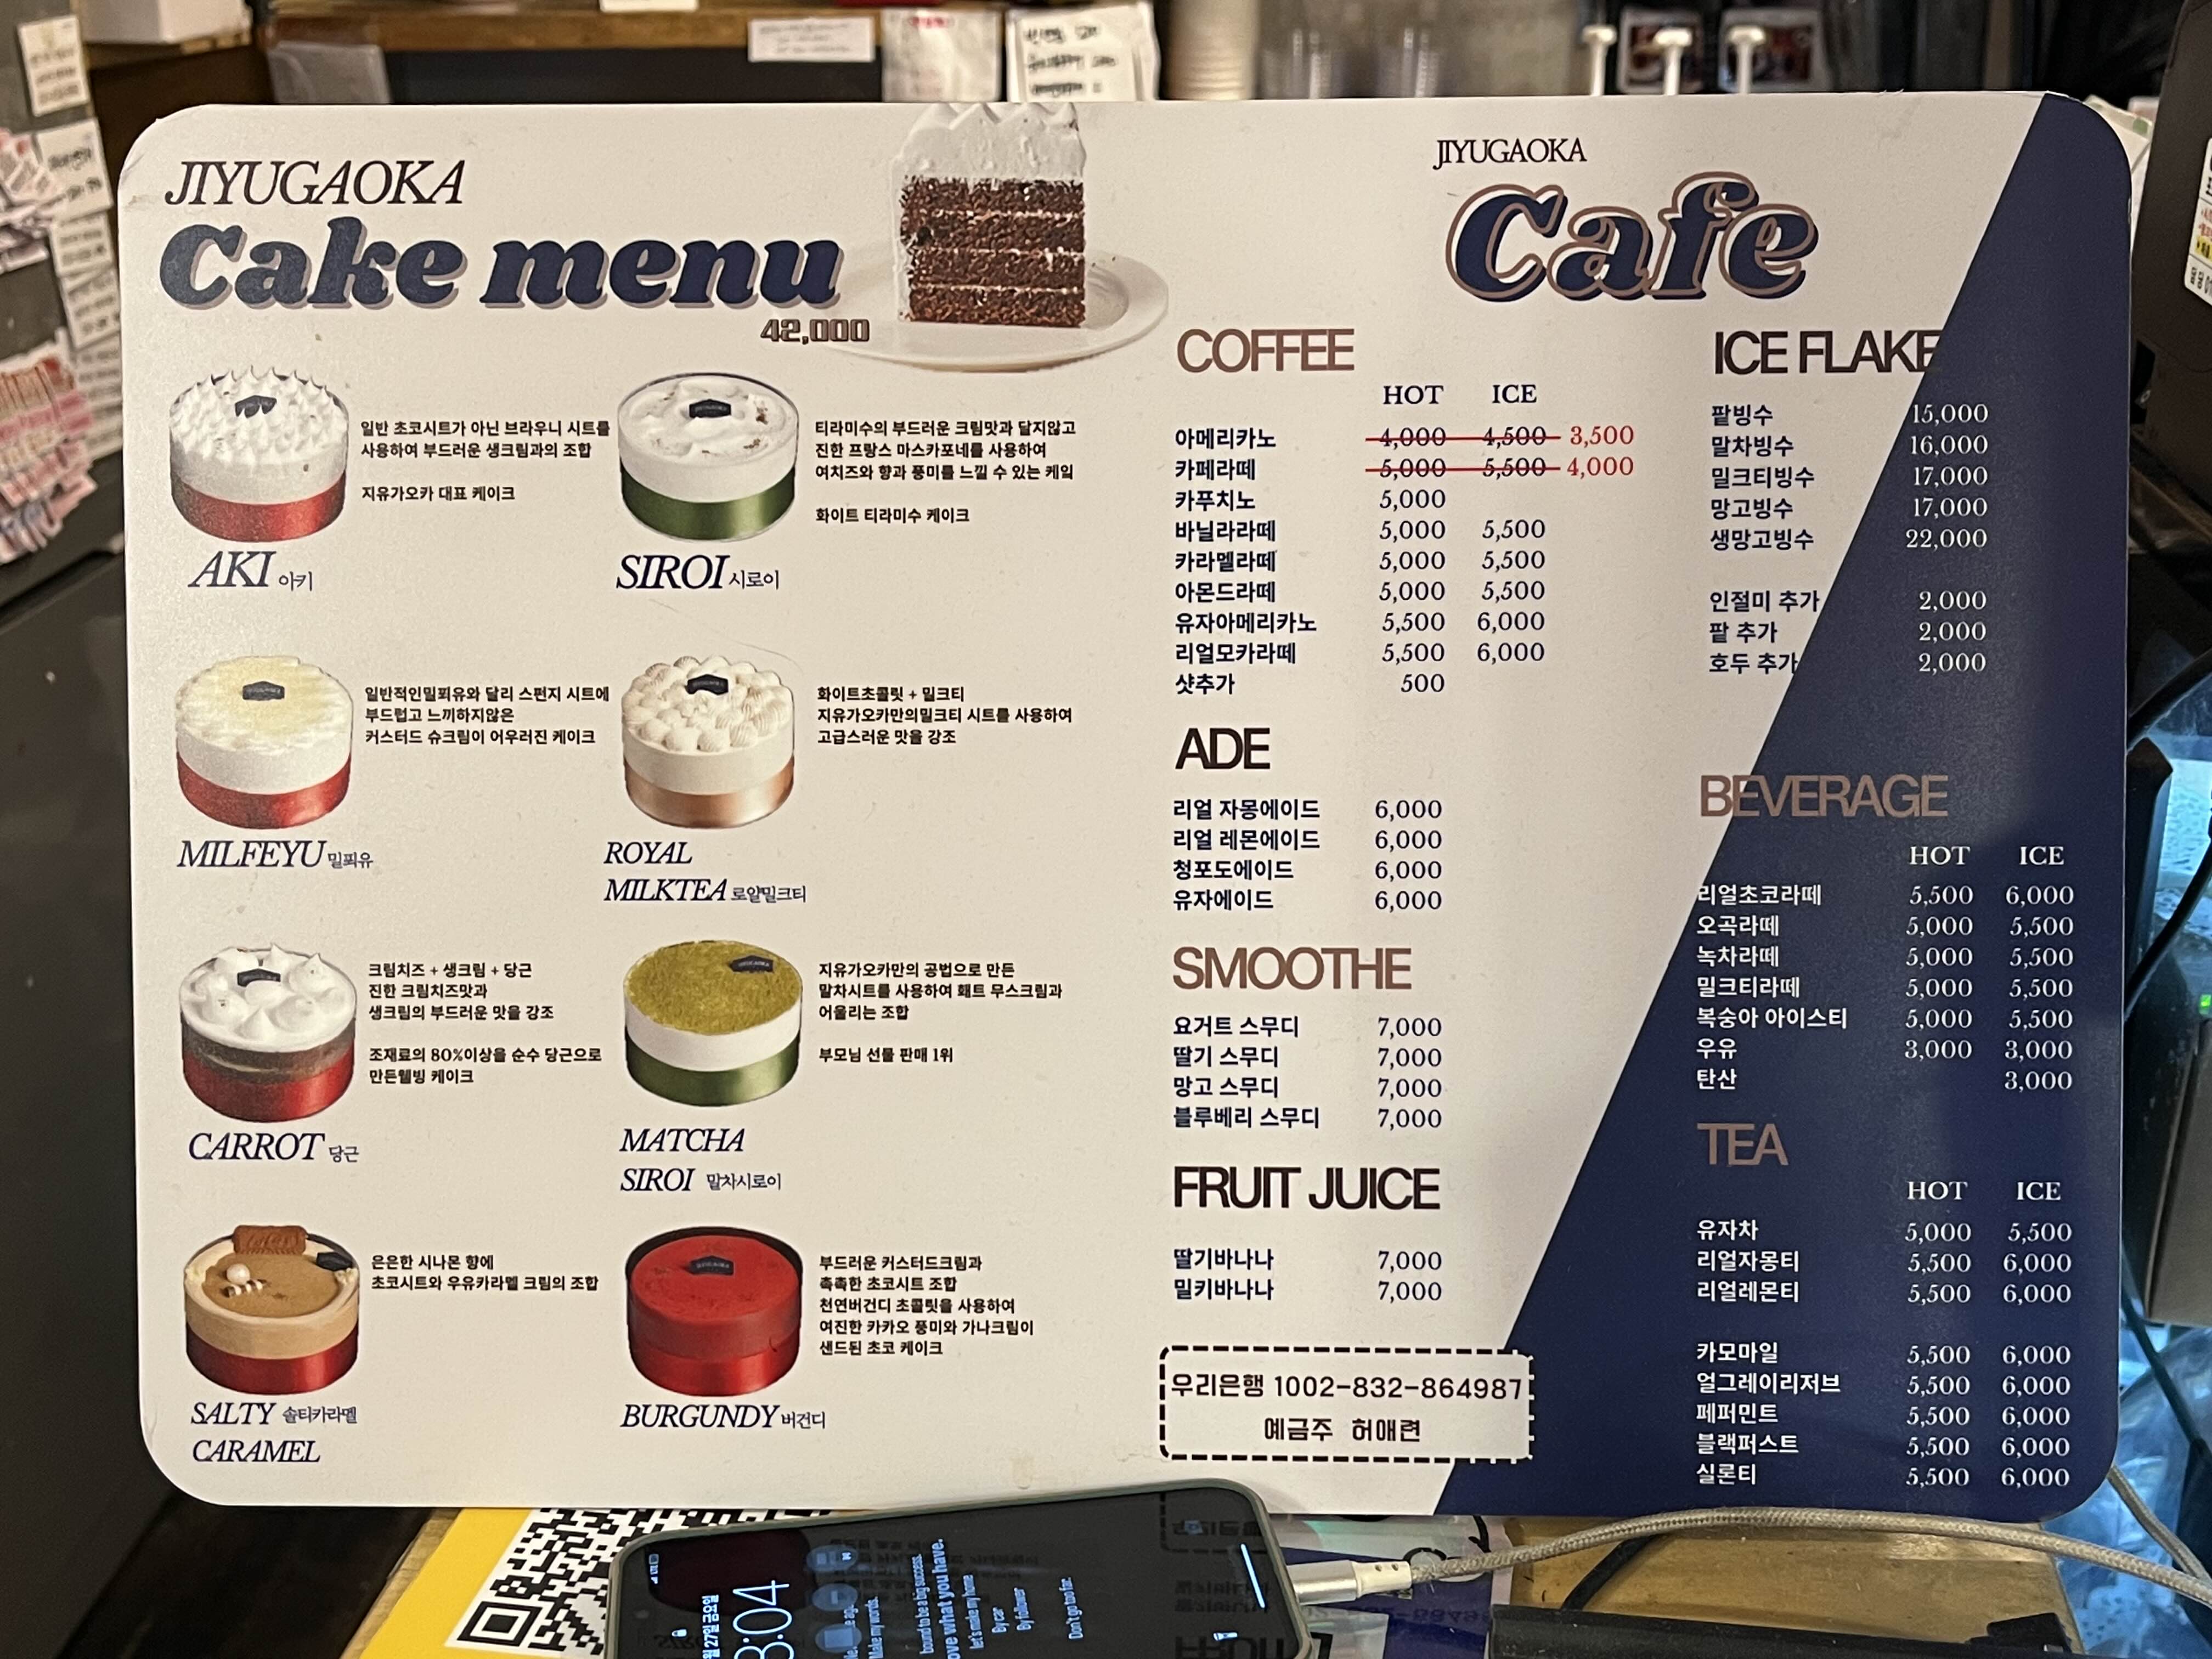 JIYUGAOKA
Cake menu
42,000
일반 초코시트가 아닌 브라우니 시트를
사용하여 부드러운 생크림과의 조합
지유가오카 대표 케이크
AKI 아키
티라미수의 부드러운 크림맛과 달지않고
진한 프랑스 마스카포네를 사용하여
여치즈와 향과 풍미를 느낄 수 있는 케잌
화이트 티라미수 케이크
SIROI 시로이
일반적인밀푀유와 달리 스펀지 시트에
부드럽고 느끼하지않은
커스터드 슈크림이 어우러진 케이크
MILFEYU 밀푀유
화이트초콜릿 + 밀크티
지유가오카만의밀크티 시트를 사용하여
고급스러운 맛을 강조
ROYAL
MILKTEA 로얄밀크티
크림치즈 + 생크림 + 당근
진한 크림치즈맛과
생크림의 부드러운 맛을 강조
조재료의 80%이상을 순수 당근으로
만든웰빙 케이크
CARROT 당근
지유가오카만의 공법으로 만든
말차시트를 사용하여 홰트 무스크림과
어울리는 조합
부모님 선물 판매 1위
MATCHA
SIROI 말차시로이
은은한 시나몬 향에
초코시트와 우유카라멜 크림의 조합
SALTY 솔티카라멜
CARAMEL
부드러운 커스터드크림과
촉촉한 초코시트 조합
천연버건디 초콜릿을 사용하여
여진한 카카오 풍미와 가나크림이
샌드된 초코 케이크
BURGUNDY 버건디
JIYUGAOKA
Cafe
COFFEE
HOT ICE
아메리카노 4,000 4,500 3,500
카페라떼 5,000 5,500 4,000
카푸치노 5,000
바닐라라떼 5,000 5,500
카라멜라떼 5,000 5,500
아몬드라떼 5,000 5,500
유자아메리카노 5,500 6,000
리얼모카라떼 5,500 6,000
샷추가 500
ADE
리얼 자몽에이드 6,000
리얼 레몬에이드 6,000
청포도에이드 6,000
유자에이드 6,000
SMOOTHE
요거트 스무디 7,000
딸기 스무디 7,000
망고 스무디 7,000
블루베리 스무디 7,000
FRUIT JUICE
딸기바나나 7,000
밀키바나나 7,000
우리은행 1002-832-864987
예금주 허애련
ICE FLAKE
팥빙수 15,000
말차빙수 16,000
밀크티빙수 17,000
망고빙수 17,000
생망고빙수 22,000
인절미 추가 2,000
팥 추가 2,000
호두 추가 2,000
BEVERAGE
HOT ICE
리얼초코라떼 5,500 6,000
오곡라떼 5,000 5,500
녹차라떼 5,000 5,500
밀크티라떼 5,000 5,500
복숭아 아이스티 5,000 5,500
우유 3,000 3,000
탄산 3,000
TEA
HOT ICE
유자차 5,000 5,500
리얼자몽티 5,500 6,000
리얼레몬티 5,500 6,000
카모마일 5,500 6,000
얼그레이리저브 5,500 6,000
페퍼민트 5,500 6,000
블랙퍼스트 5,500 6,000
실론티 5,500 6,000
월 27일 금요일
8:04
Make my words.
bound to be a big success.
ove what you have.
let's make my home
By car
By follower
Don't go too far.